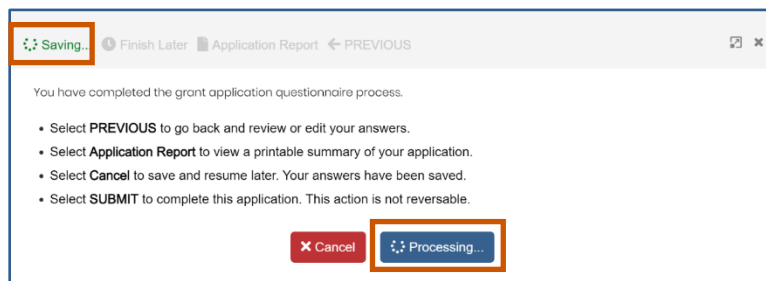 Saving... Finish Later Application Report PREVIOUS
You have completed the grant application questionnaire process.
• Select PREVIOUS to go back and review or edit your answers.
• Select Application Report to view a printable summary of your application.
• Select Cancel to save and resume later. Your answers have been saved.
• Select SUBMIT to complete this application. This action is not reversable.
Cancel Processing...